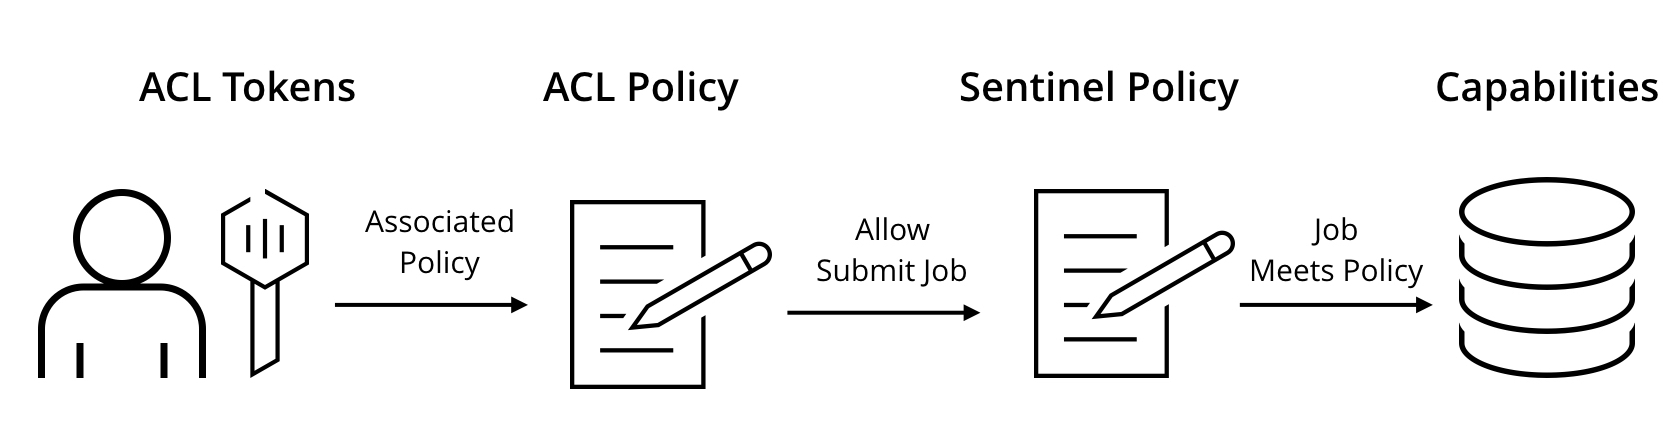 ACL Tokens
ACL Policy
Sentinel Policy
Capabilities
Associated
Policy
Allow
Submit Job
Job
Meets Policy